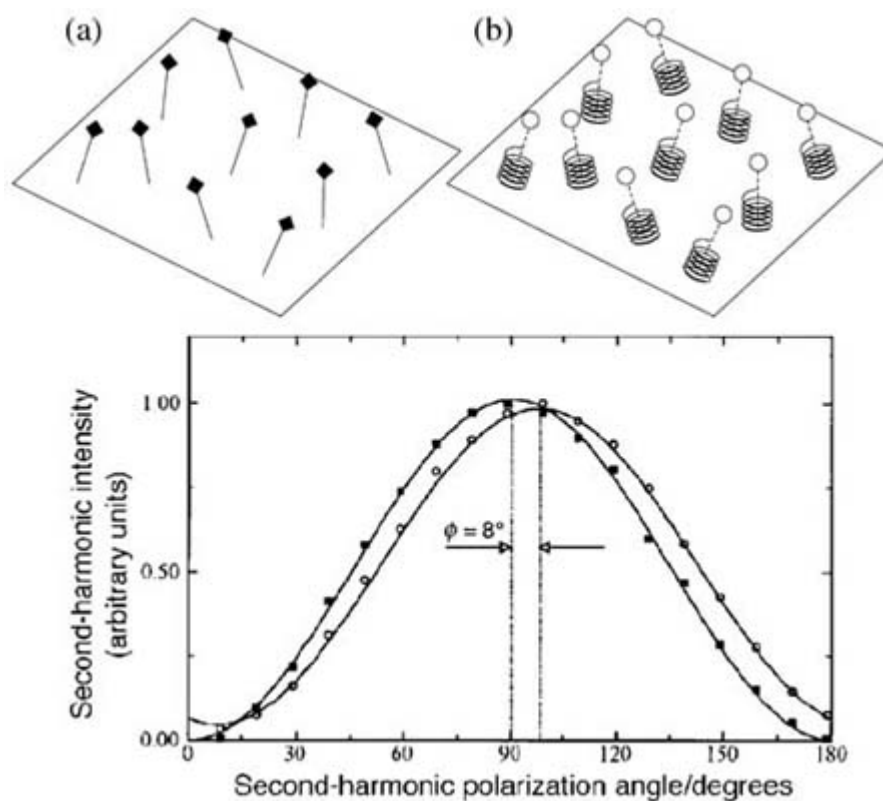 (a) (b)
1.00
0.50
0.00
ϕ = 8°
0 30 60 90 120 150 180
Second-harmonic intensity
(arbitrary units)
Second-harmonic polarization angle/degrees